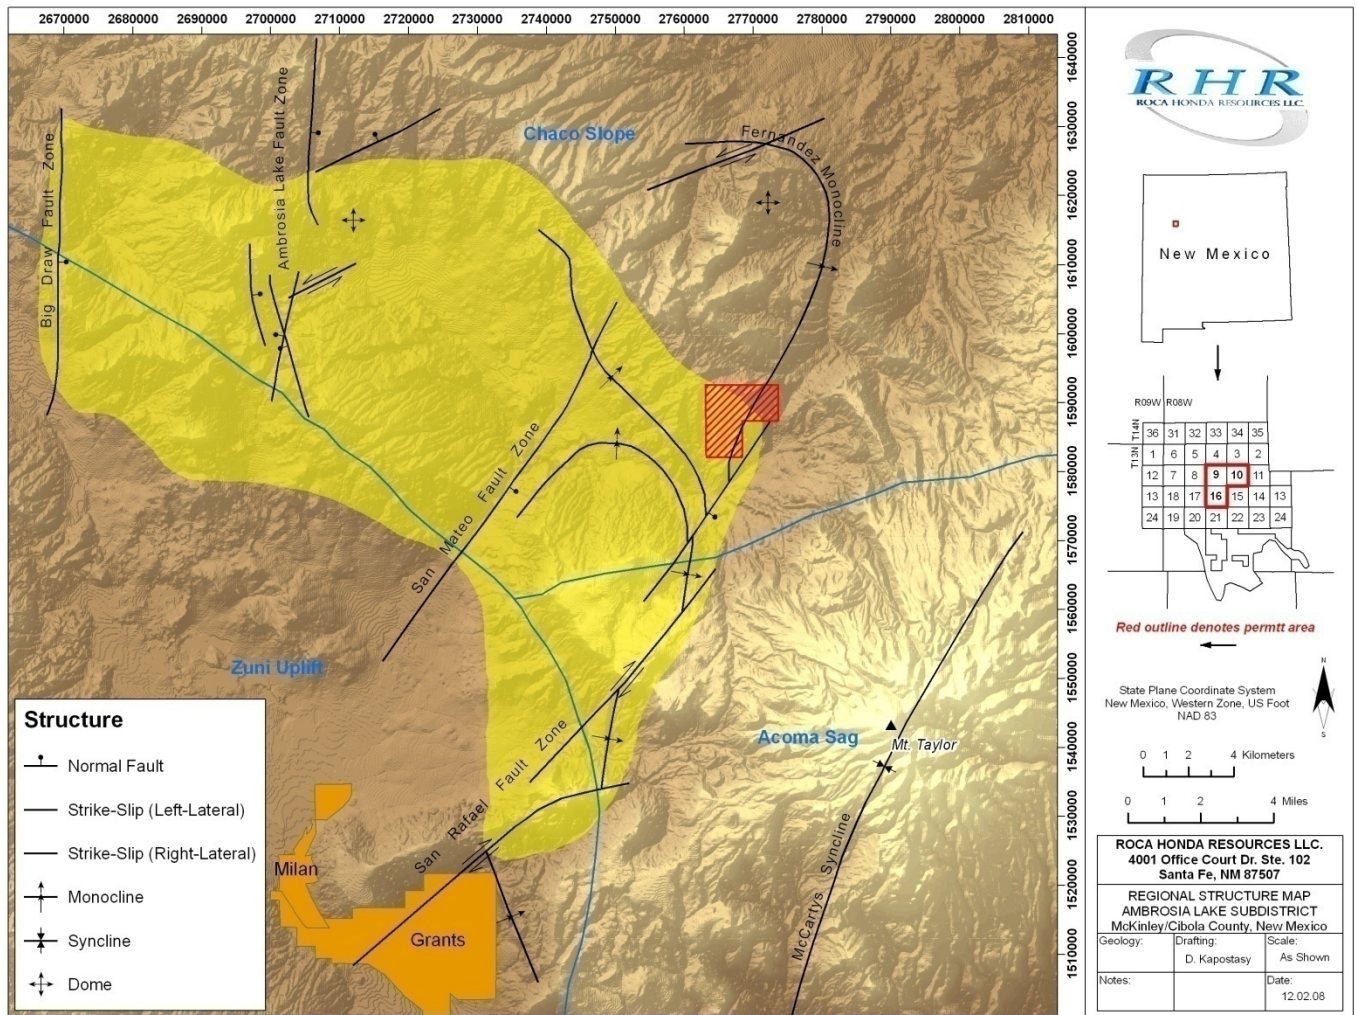 2670000 2680000 2690000 2700000 2710000 2720000 2730000 2740000 2750000 2760000 2770000 2780000 2790000 2800000 2810000
1640000
1630000
1620000
1610000
1600000
1590000
1580000
1570000
1560000
1550000
1540000
1530000
1520000
1510000
Big Draw Fault Zone
Ambrosia Lake Fault Zone
Chaco Slope
Fernandez Monocline
San Mateo Fault Zone
Zuni Uplift
San Rafael Fault Zone
Acoma Sag
Mt. Taylor
McCartys Syncline
Milan
Grants
Structure
Normal Fault
Strike-Slip (Left-Lateral)
Strike-Slip (Right-Lateral)
Monocline
Syncline
Dome
RHR
ROCA HONDA RESOURCES LLC.
New Mexico
R09W R08W
T14N
T13N
36 31 32 33 34 35
1 6 5 4 3 2
12 7 8 9 10 11
13 18 17 16 15 14 13
24 19 20 21 22 23 24
Red outline denotes permtt area
State Plane Coordinate System
New Mexico, Western Zone, US Foot
NAD 83
N
S
0 1 2 4 Kilometers
0 1 2 4 Miles
ROCA HONDA RESOURCES LLC.
4001 Office Court Dr. Ste. 102
Santa Fe, NM 87507
REGIONAL STRUCTURE MAP
AMBROSIA LAKE SUBDISTRICT
McKinley/Cibola County, New Mexico
Geology: Drafting: Scale:
D. Kapostasy As Shown
Notes: Date:
12.02.08